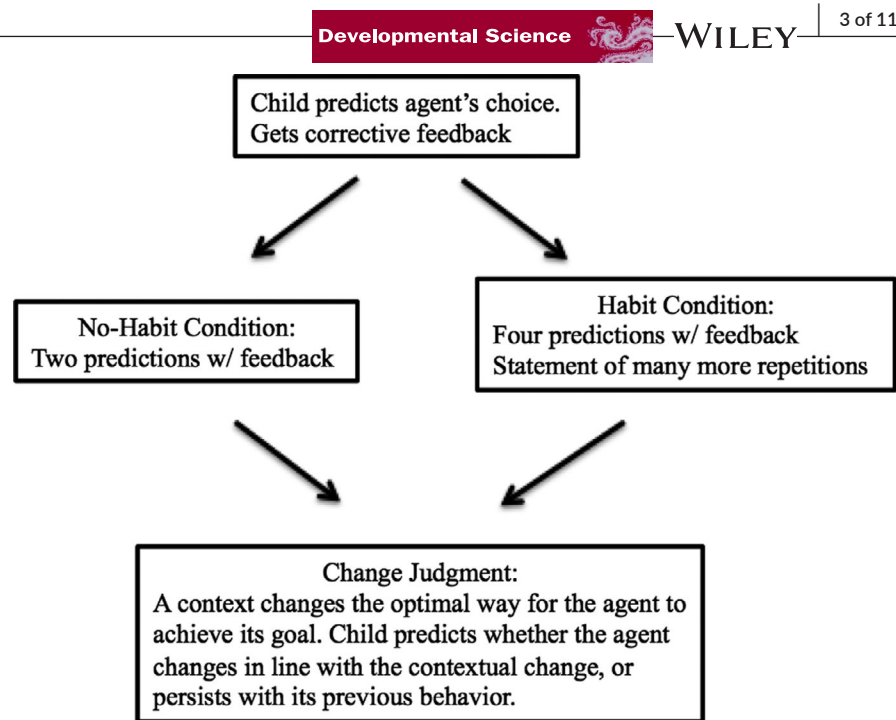 Developmental Science
WILEY
3 of 11
Child predicts agent's choice.
Gets corrective feedback
No-Habit Condition:
Two predictions w/ feedback
Habit Condition:
Four predictions w/ feedback
Statement of many more repetitions
Change Judgment:
A context changes the optimal way for the agent to
achieve its goal. Child predicts whether the agent
changes in line with the contextual change, or
persists with its previous behavior.